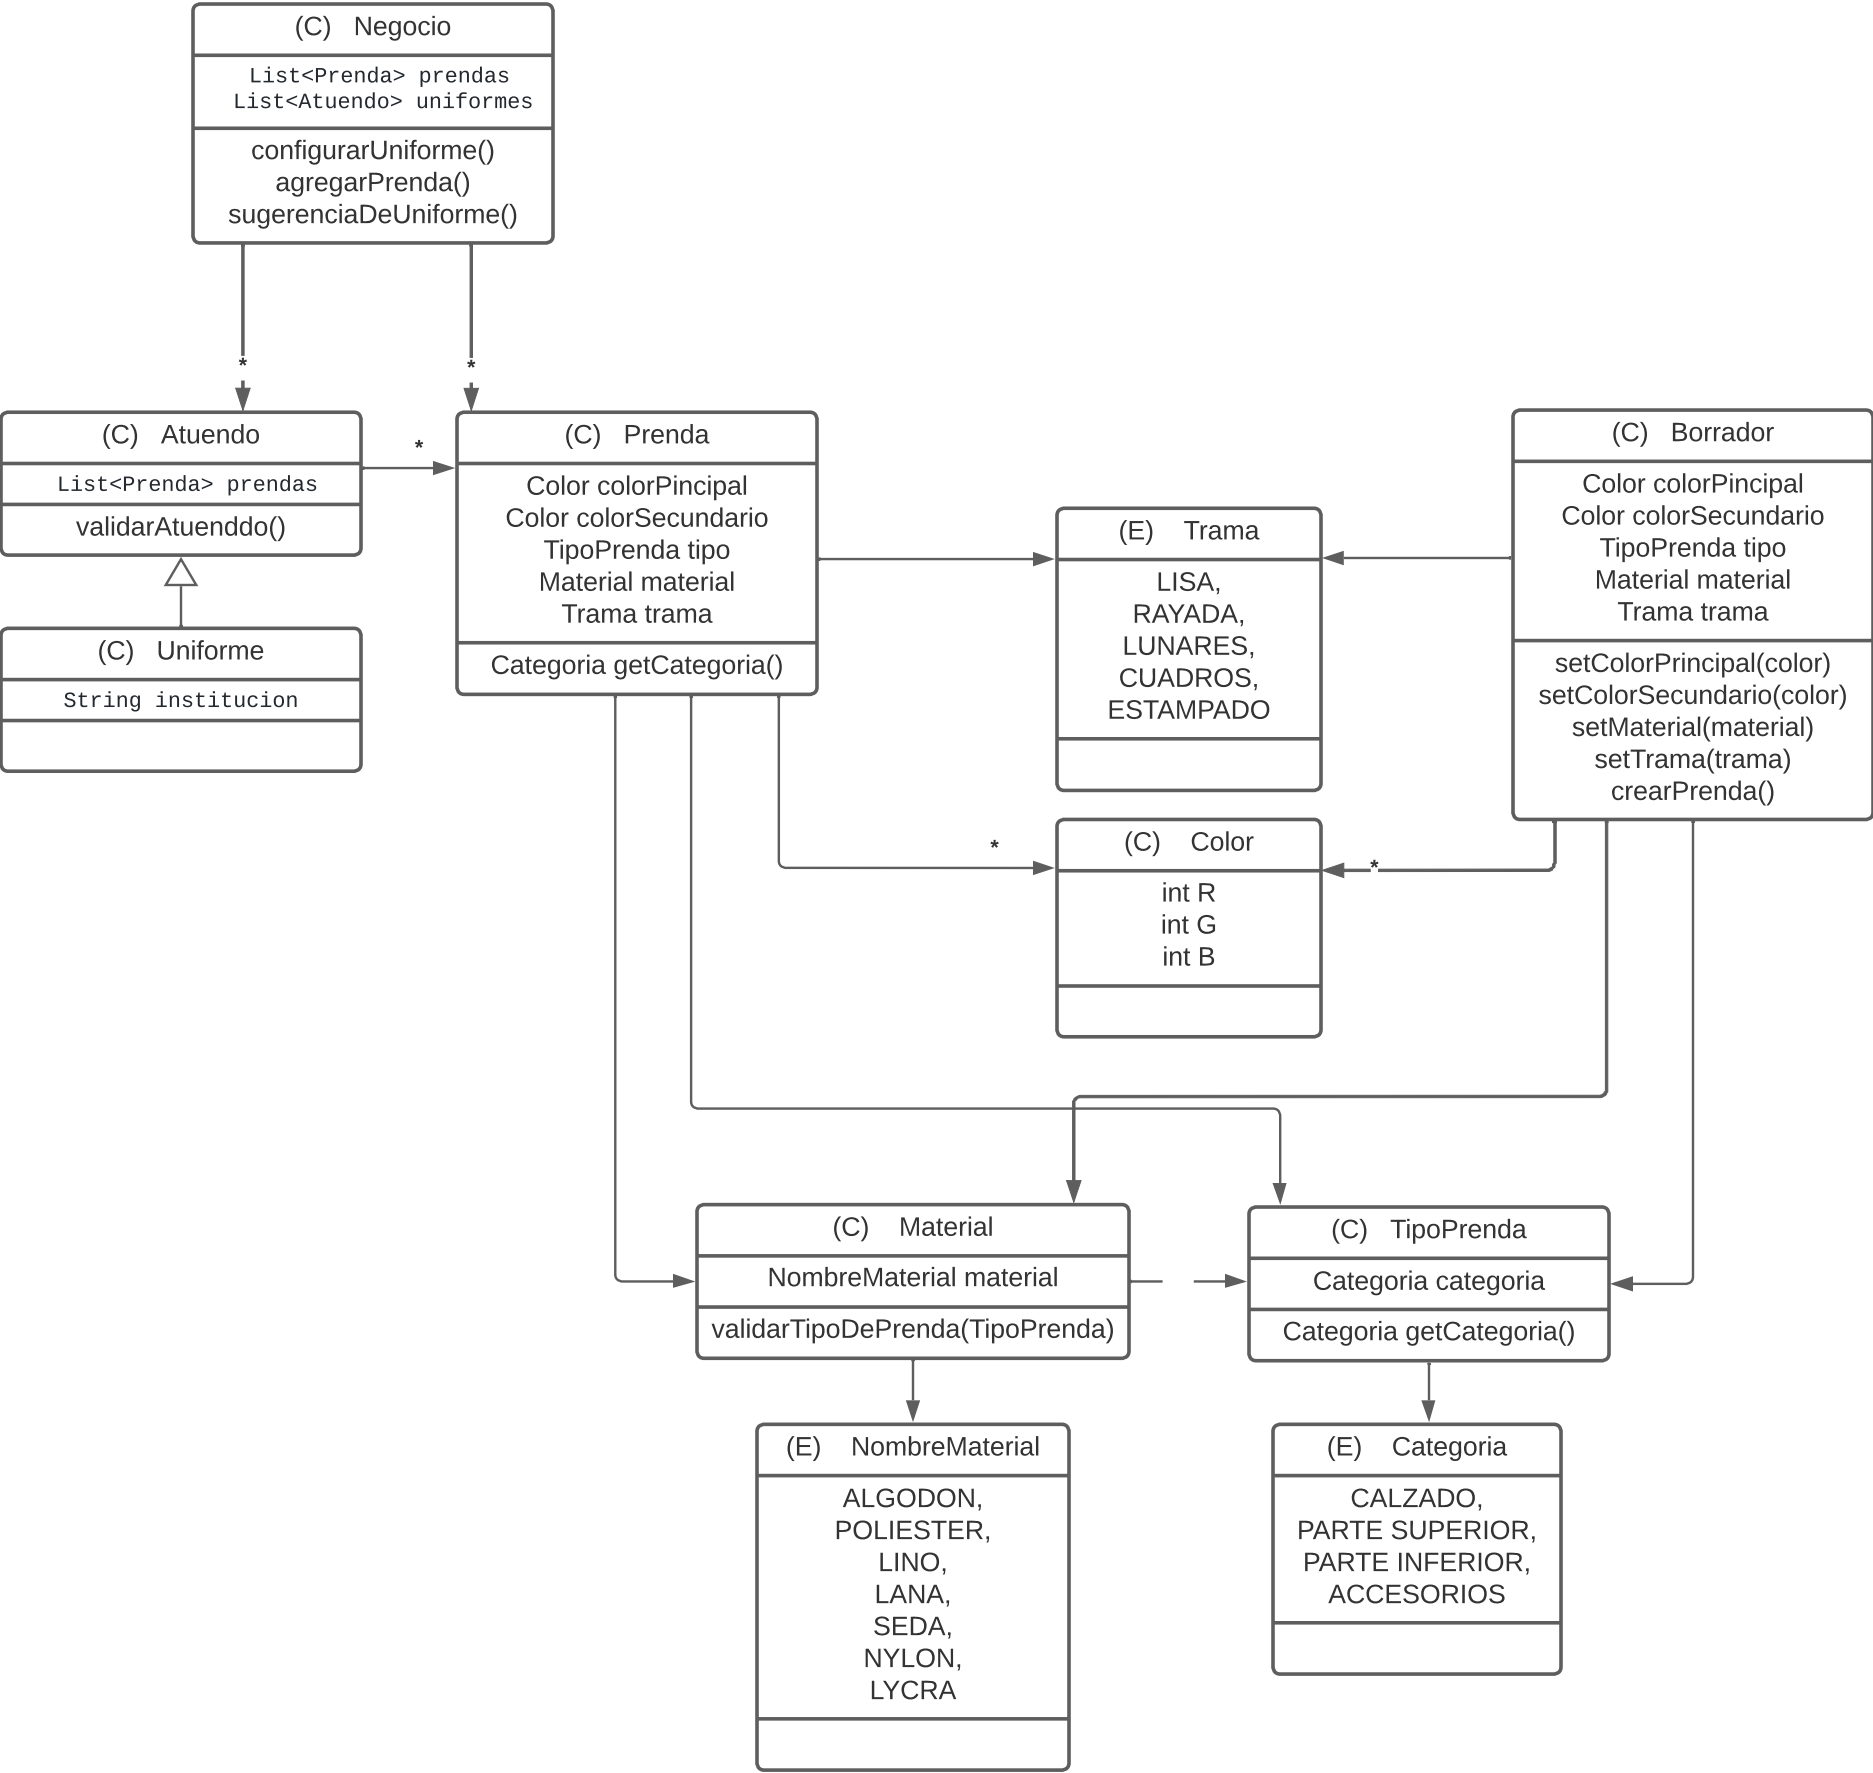 (C) Negocio
List<Prenda> prendas
List<Atuendo> uniformes
configurarUniforme()
agregarPrenda()
sugerenciaDeUniforme()
*
*
(C) Atuendo
List<Prenda> prendas
validarAtuenddo()
*
(C) Uniforme
String institucion
(C) Prenda
Color colorPincipal
Color colorSecundario
TipoPrenda tipo
Material material
Trama trama
Categoria getCategoria()
(E) Trama
LISA,
RAYADA,
LUNARES,
CUADROS,
ESTAMPADO
(C) Borrador
Color colorPincipal
Color colorSecundario
TipoPrenda tipo
Material material
Trama trama
setColorPrincipal(color)
setColorSecundario(color)
setMaterial(material)
setTrama(trama)
crearPrenda()
*
(C) Color
int R
int G
int B
*
(C) Material
NombreMaterial material
validarTipoDePrenda(TipoPrenda)
(C) TipoPrenda
Categoria categoria
Categoria getCategoria()
(E) NombreMaterial
ALGODON,
POLIESTER,
LINO,
LANA,
SEDA,
NYLON,
LYCRA
(E) Categoria
CALZADO,
PARTE SUPERIOR,
PARTE INFERIOR,
ACCESORIOS